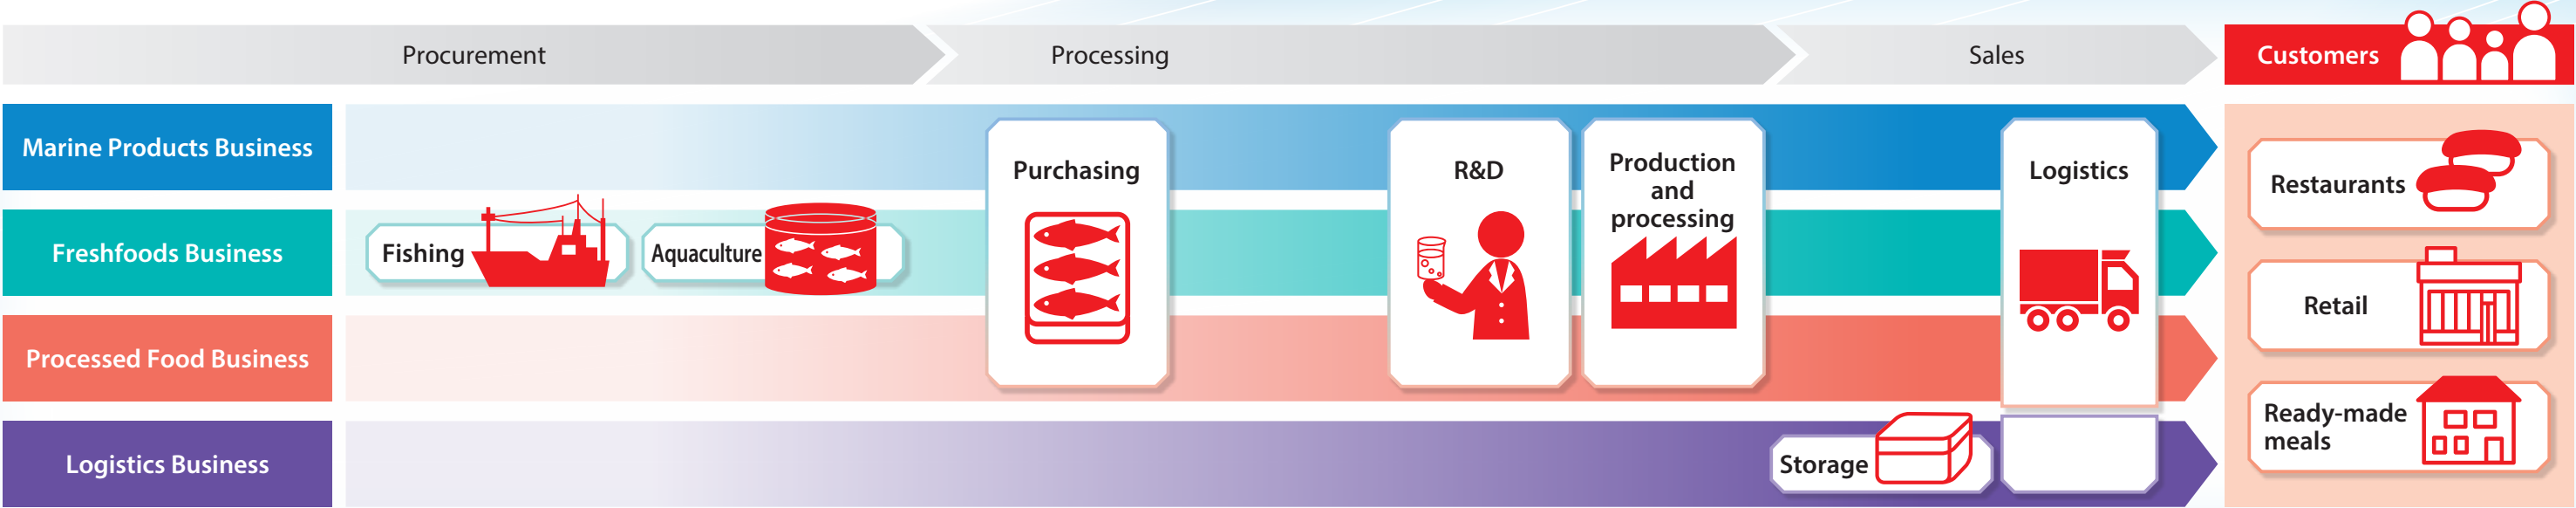 Procurement
Processing
Sales
Customers
Marine Products Business
Freshfoods Business
Processed Food Business
Logistics Business
Fishing
Aquaculture
Purchasing
R&D
Production
and
processing
Logistics
Storage
Restaurants
Retail
Ready-made
meals